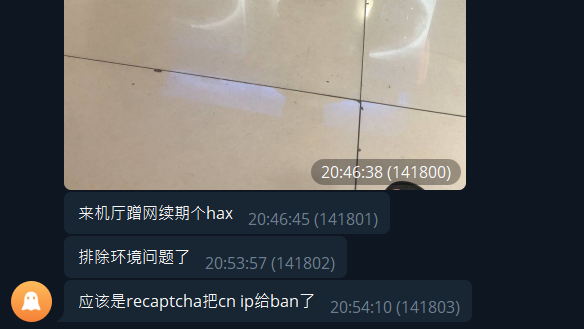 20:46:38 (141800)
来机厅蹭网续期个hax 20:46:45 (141801)
排除环境问题了 20:53:57 (141802)
应该是recaptcha把cn ip给ban了 20:54:10 (141803)